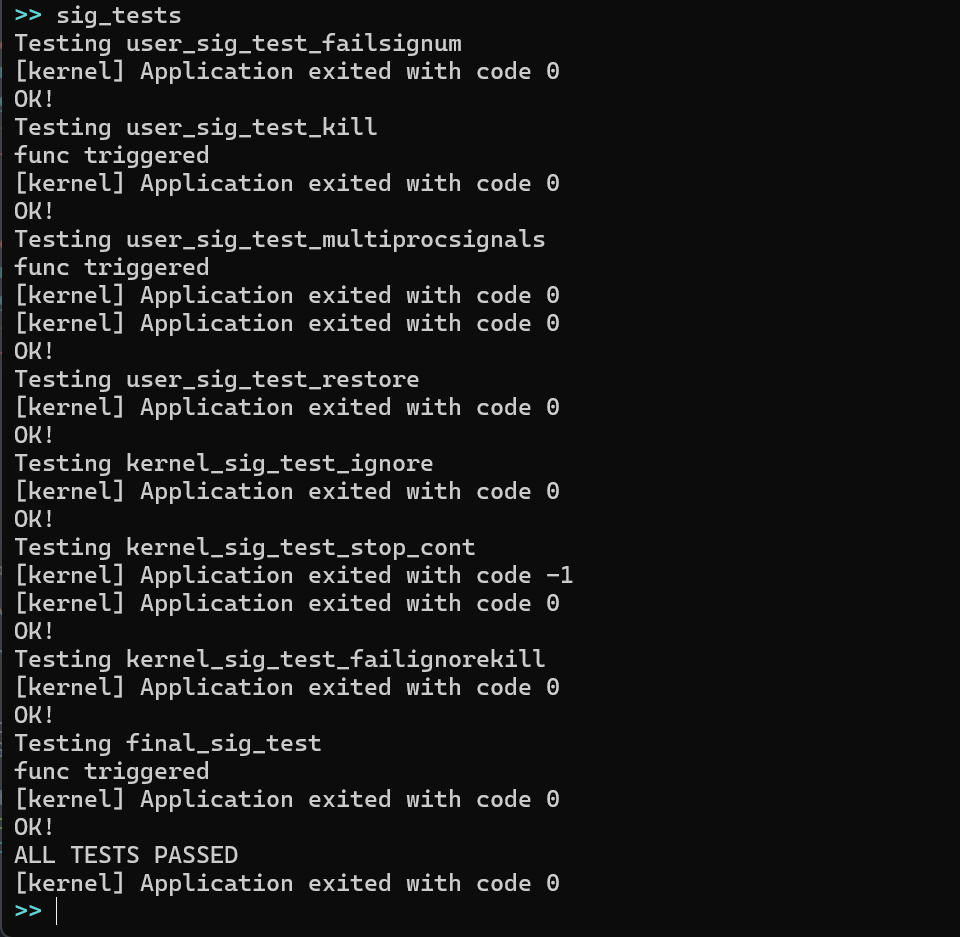 >> sig_tests
Testing user_sig_test_failsignum
[kernel] Application exited with code 0
OK!
Testing user_sig_test_kill
func triggered
[kernel] Application exited with code 0
OK!
Testing user_sig_test_multiprocsignals
func triggered
[kernel] Application exited with code 0
[kernel] Application exited with code 0
OK!
Testing user_sig_test_restore
[kernel] Application exited with code 0
OK!
Testing kernel_sig_test_ignore
[kernel] Application exited with code 0
OK!
Testing kernel_sig_test_stop_cont
[kernel] Application exited with code -1
[kernel] Application exited with code 0
OK!
Testing kernel_sig_test_failignorekill
[kernel] Application exited with code 0
OK!
Testing final_sig_test
func triggered
[kernel] Application exited with code 0
OK!
ALL TESTS PASSED
[kernel] Application exited with code 0
>>